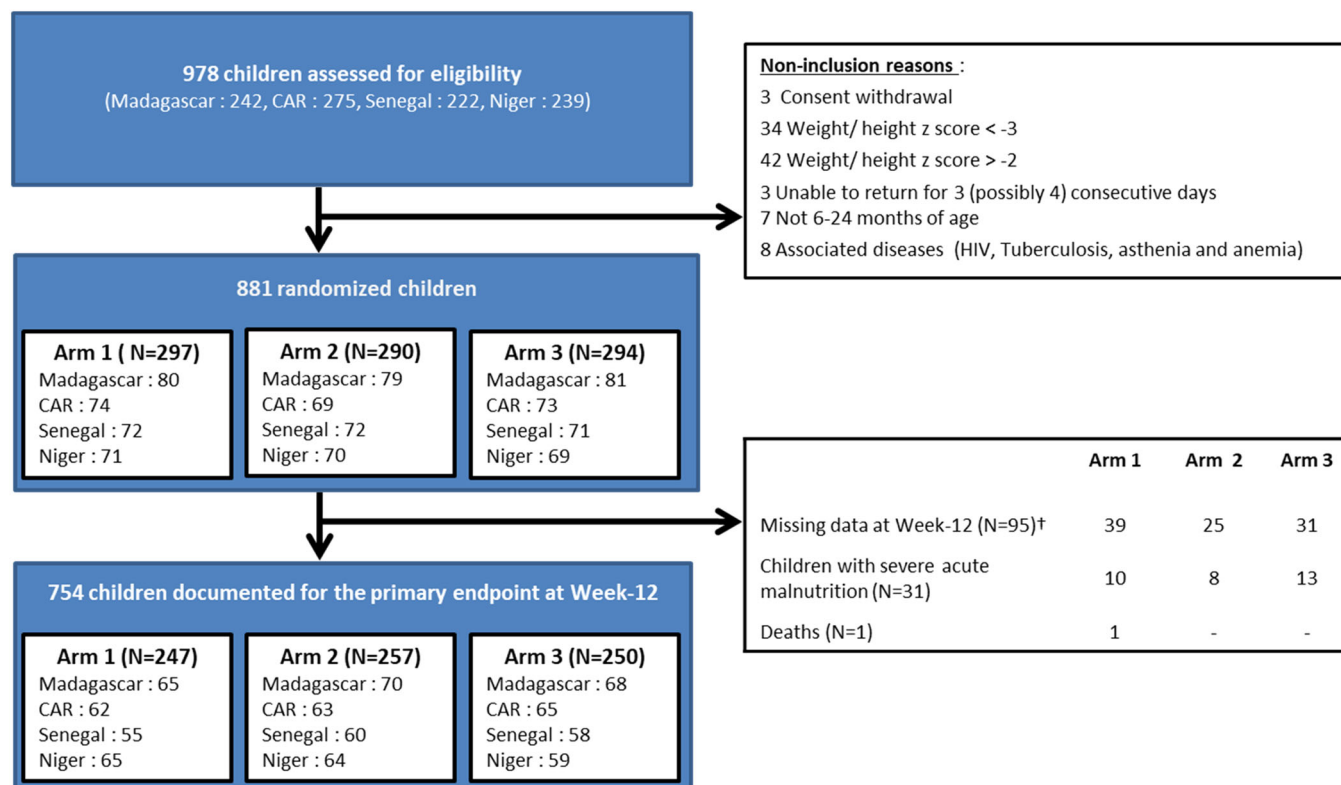 978 children assessed for eligibility
(Madagascar : 242, CAR : 275, Senegal : 222, Niger : 239)
Non-inclusion reasons :
3 Consent withdrawal
34 Weight/ height z score < -3
42 Weight/ height z score > -2
3 Unable to return for 3 (possibly 4) consecutive days
7 Not 6-24 months of age
8 Associated diseases (HIV, Tuberculosis, asthenia and anemia)
881 randomized children
Arm 1 ( N=297)
Madagascar : 80
CAR : 74
Senegal : 72
Niger : 71
Arm 2 (N=290)
Madagascar : 79
CAR : 69
Senegal : 72
Niger : 70
Arm 3 (N=294)
Madagascar : 81
CAR : 73
Senegal : 71
Niger : 69
Arm 1 Arm 2 Arm 3
Missing data at Week-12 (N=95)† 39 25 31
Children with severe acute
malnutrition (N=31) 10 8 13
Deaths (N=1) 1 - -
754 children documented for the primary endpoint at Week-12
Arm 1 (N=247)
Madagascar : 65
CAR : 62
Senegal : 55
Niger : 65
Arm 2 (N=257)
Madagascar : 70
CAR : 63
Senegal : 60
Niger : 64
Arm 3 (N=250)
Madagascar : 68
CAR : 65
Senegal : 58
Niger : 59